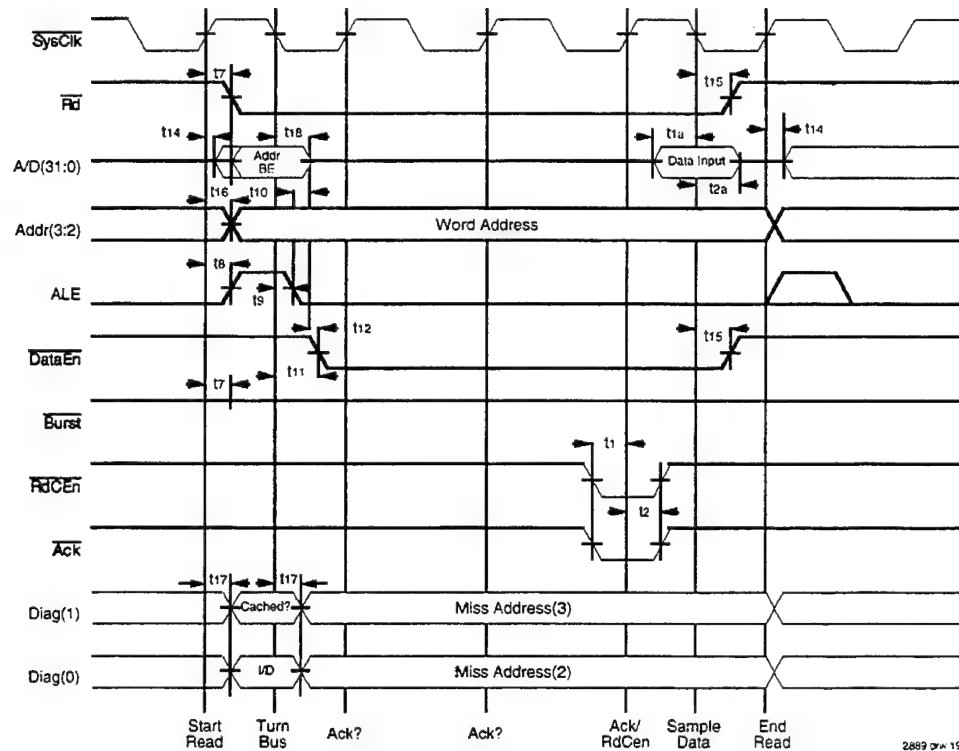 SysClk
t7
t15
Rd
t14
t18
t1a
t14
A/D(31:0)
Addr
BE
Data Input
t16
t10
t2a
Addr(3:2)
Word Address
t8
ALE
t9
t12
t15
DataEn
t11
t7
Burst
t1
RdCEn
t2
Ack
t17
t17
Diag(1)
Cached?
Miss Address(3)
Diag(0)
I/D
Miss Address(2)
Start
Read
Turn
Bus
Ack?
Ack?
Ack/
RdCen
Sample
Data
End
Read
2889 drw 19